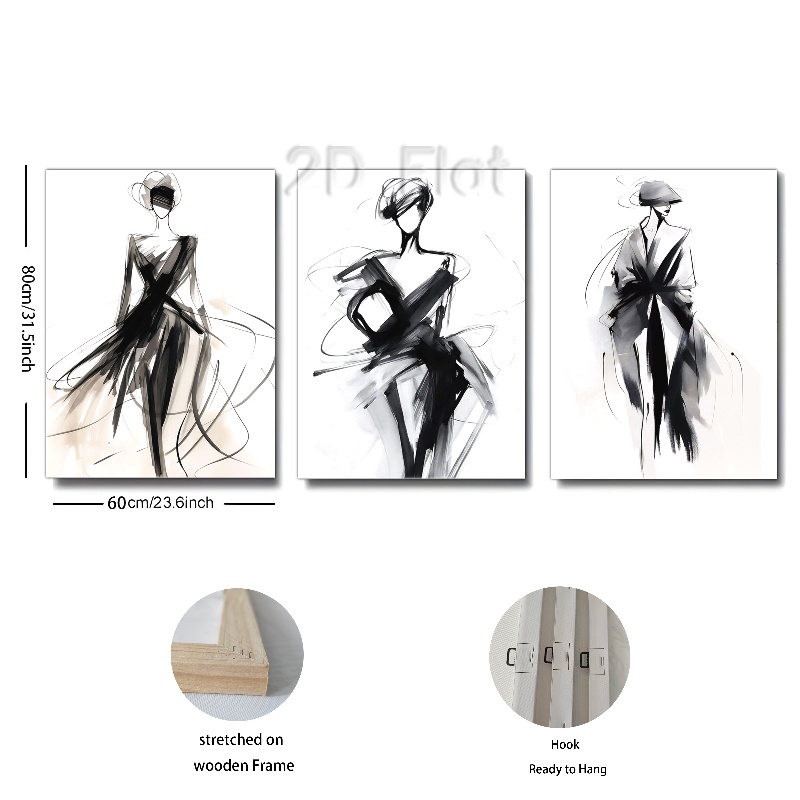 2D Flat
80cm/31.5inch
60cm/23.6inch
stretched on
wooden Frame
Hook
Ready to Hang